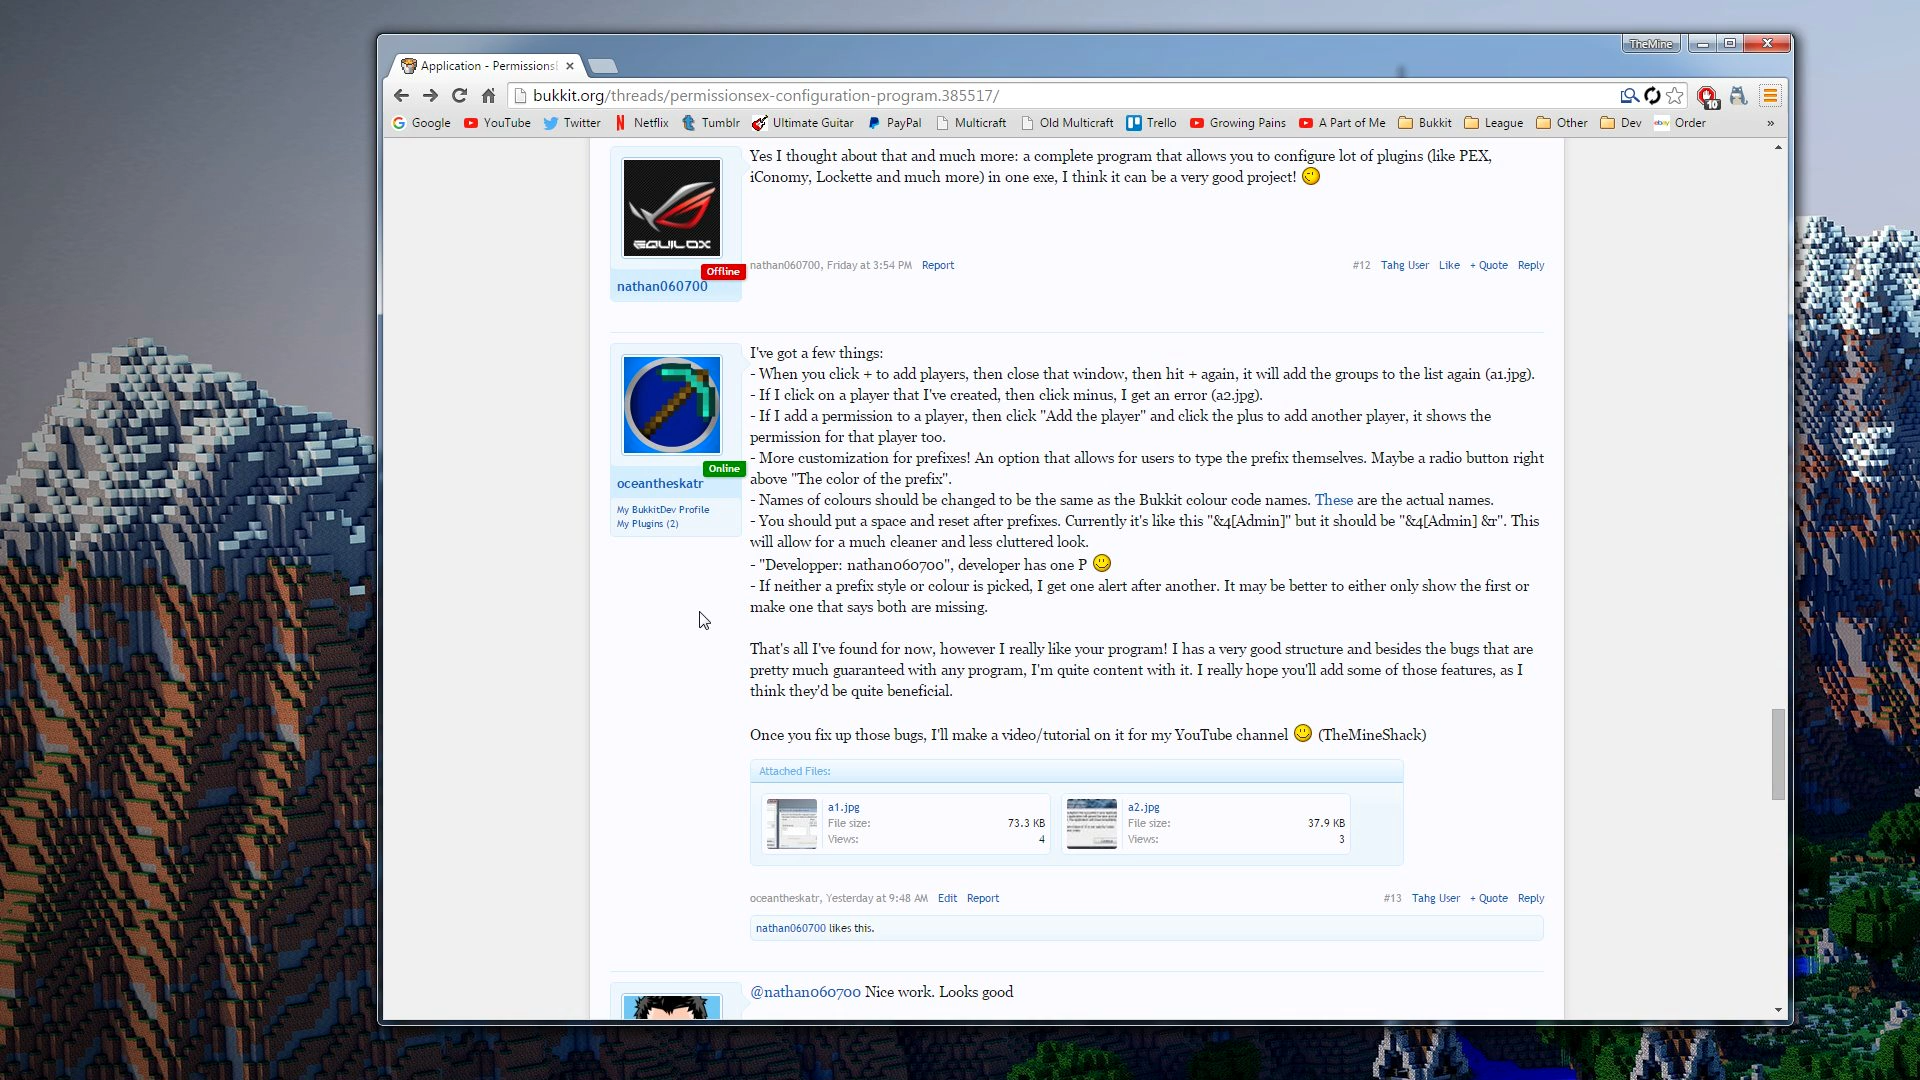 TheMine
Application - Permissions
bukkit.org/threads/permissionsex-configuration-program.385517/
10
Google YouTube Twitter Netflix Tumblr Ultimate Guitar PayPal Multicraft Old Multicraft Trello Growing Pains A Part of Me Bukkit League Other Dev ebay Order »
Yes I thought about that and much more: a complete program that allows you to configure lot of plugins (like PEX,
iConomy, Lockette and much more) in one exe, I think it can be a very good project!
EQUILOX
nathan060700, Friday at 3:54 PM Report #12 Tahg User Like + Quote Reply
Offline
nathan060700
I've got a few things:
- When you click + to add players, then close that window, then hit + again, it will add the groups to the list again (a1.jpg).
- If I click on a player that I've created, then click minus, I get an error (a2.jpg).
- If I add a permission to a player, then click "Add the player" and click the plus to add another player, it shows the
permission for that player too.
- More customization for prefixes! An option that allows for users to type the prefix themselves. Maybe a radio button right
above "The color of the prefix".
- Names of colours should be changed to be the same as the Bukkit colour code names. These are the actual names.
- You should put a space and reset after prefixes. Currently it's like this "&4[Admin]" but it should be "&4[Admin] &r". This
will allow for a much cleaner and less cluttered look.
- "Developper: nathan060700", developer has one P
- If neither a prefix style or colour is picked, I get one alert after another. It may be better to either only show the first or
make one that says both are missing.
Online
oceantheskatr
My BukkitDev Profile
My Plugins (2)
That's all I've found for now, however I really like your program! I has a very good structure and besides the bugs that are
pretty much guaranteed with any program, I'm quite content with it. I really hope you'll add some of those features, as I
think they'd be quite beneficial.
Once you fix up those bugs, I'll make a video/tutorial on it for my YouTube channel (TheMineShack)
Attached Files:
a1.jpg
File size: 73.3 KB
Views: 4
a2.jpg
File size: 37.9 KB
Views: 3
oceantheskatr, Yesterday at 9:48 AM Edit Report #13 Tahg User + Quote Reply
nathan060700 likes this.
@nathan060700 Nice work. Looks good